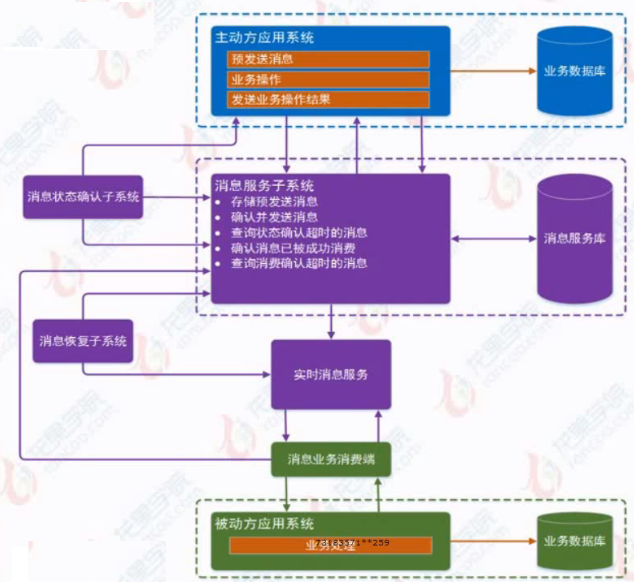 主动方应用系统
预发送消息
业务操作
发送业务操作结果
业务数据库
消息状态确认子系统
消息服务子系统
• 存储预发送消息
• 确认并发送消息
• 查询状态确认超时的消息
• 确认消息已被成功消费
• 查询消费确认超时的消息
消息服务库
消息恢复子系统
实时消息服务
消息业务消费端
被动方应用系统
业务处理
业务数据库